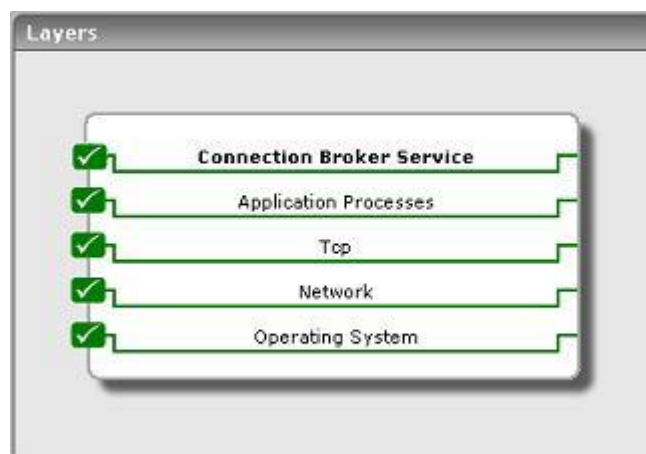 Layers
Connection Broker Service
Application Processes
Tcp
Network
Operating System